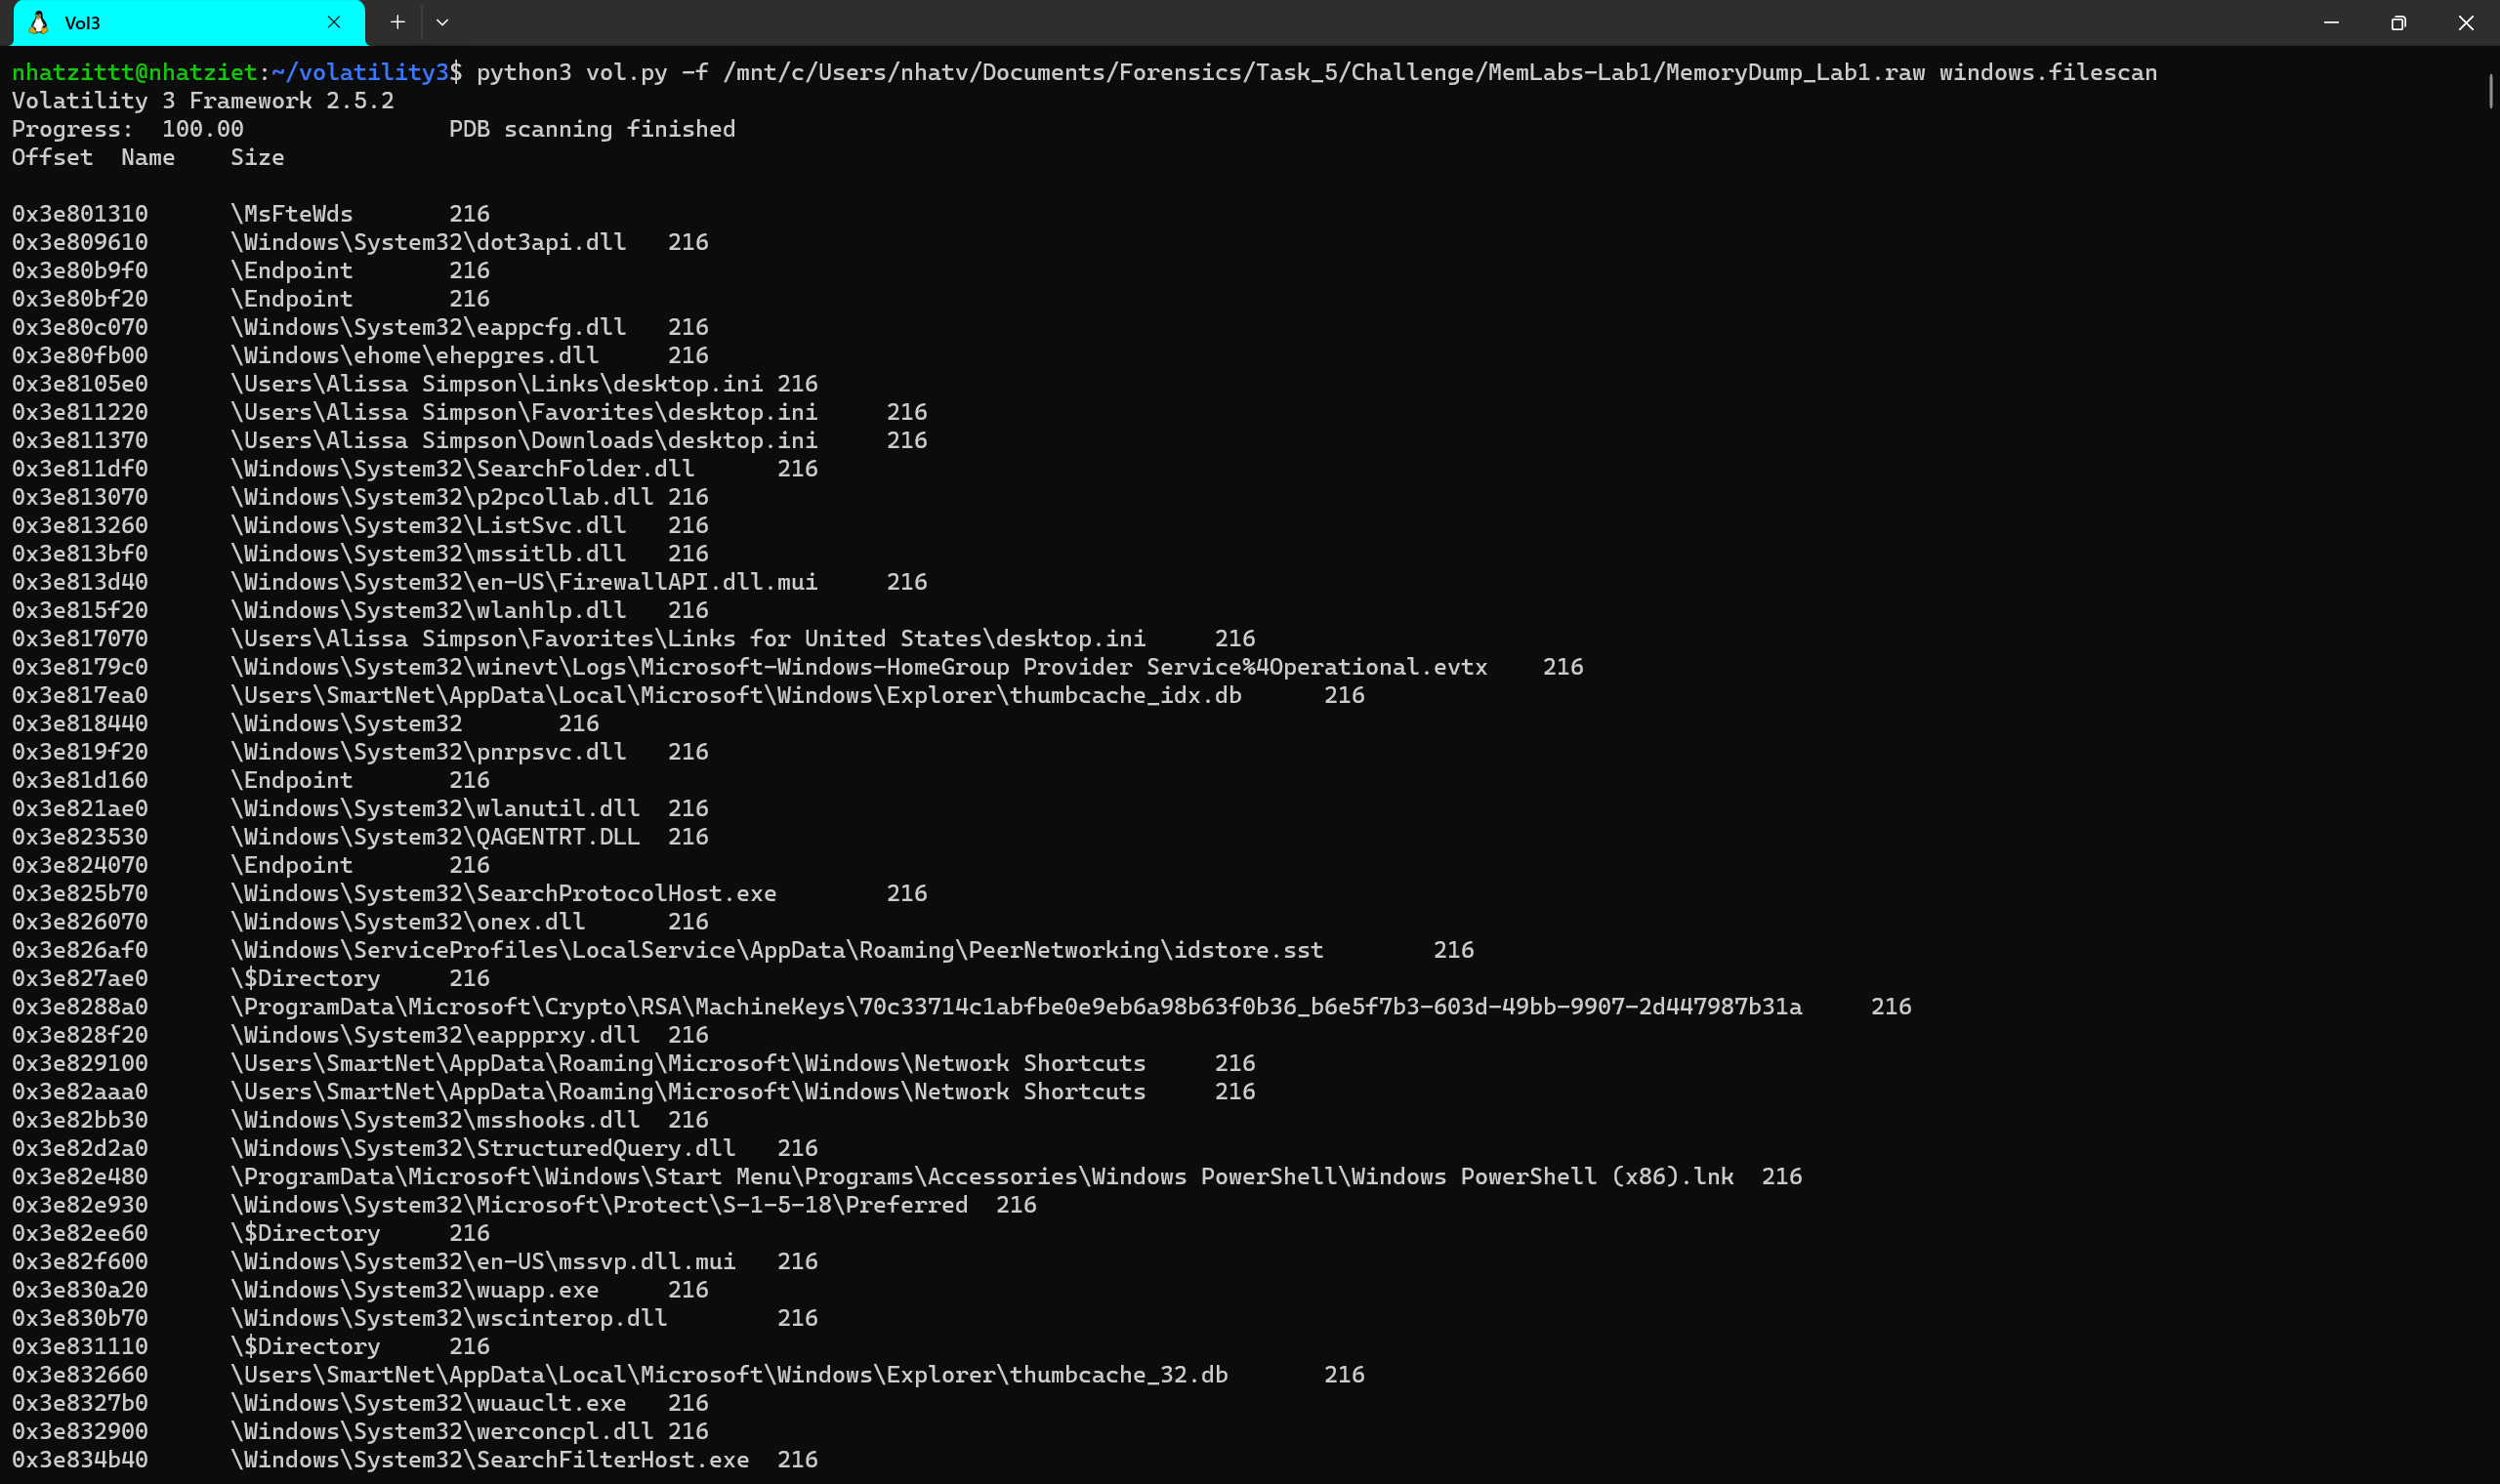 Vol3
nhatzittt@nhatziet:~/volatility3$ python3 vol.py -f /mnt/c/Users/nhatv/Documents/Forensics/Task_5/Challenge/MemLabs-Lab1/MemoryDump_Lab1.raw windows.filescan
Volatility 3 Framework 2.5.2
Progress:  100.00		PDB scanning finished
Offset	Name	Size
0x3e801310	\MsFteWds	216
0x3e809610	\Windows\System32\dot3api.dll	216
0x3e80b9f0	\Endpoint	216
0x3e80bf20	\Endpoint	216
0x3e80c070	\Windows\System32\eappcfg.dll	216
0x3e80fb00	\Windows\ehome\ehepgres.dll	216
0x3e8105e0	\Users\Alissa Simpson\Links\desktop.ini	216
0x3e811220	\Users\Alissa Simpson\Favorites\desktop.ini	216
0x3e811370	\Users\Alissa Simpson\Downloads\desktop.ini	216
0x3e811df0	\Windows\System32\SearchFolder.dll	216
0x3e813070	\Windows\System32\p2pcollab.dll	216
0x3e813260	\Windows\System32\ListSvc.dll	216
0x3e813bf0	\Windows\System32\mssitlb.dll	216
0x3e813d40	\Windows\System32\en-US\FirewallAPI.dll.mui	216
0x3e815f20	\Windows\System32\wlanhlp.dll	216
0x3e817070	\Users\Alissa Simpson\Favorites\Links for United States\desktop.ini	216
0x3e8179c0	\Windows\System32\winevt\Logs\Microsoft-Windows-HomeGroup Provider Service%4Operational.evtx	216
0x3e817ea0	\Users\SmartNet\AppData\Local\Microsoft\Windows\Explorer\thumbcache_idx.db	216
0x3e818440	\Windows\System32	216
0x3e819f20	\Windows\System32\pnrpsvc.dll	216
0x3e81d160	\Endpoint	216
0x3e821ae0	\Windows\System32\wlanutil.dll	216
0x3e823530	\Windows\System32\QAGENTRT.DLL	216
0x3e824070	\Endpoint	216
0x3e825b70	\Windows\System32\SearchProtocolHost.exe	216
0x3e826070	\Windows\System32\onex.dll	216
0x3e826af0	\Windows\ServiceProfiles\LocalService\AppData\Roaming\PeerNetworking\idstore.sst	216
0x3e827ae0	\$Directory	216
0x3e8288a0	\ProgramData\Microsoft\Crypto\RSA\MachineKeys\70c33714c1abfbe0e9eb6a98b63f0b36_b6e5f7b3-603d-49bb-9907-2d447987b31a	216
0x3e828f20	\Windows\System32\eappprxy.dll	216
0x3e829100	\Users\SmartNet\AppData\Roaming\Microsoft\Windows\Network Shortcuts	216
0x3e82aaa0	\Users\SmartNet\AppData\Roaming\Microsoft\Windows\Network Shortcuts	216
0x3e82bb30	\Windows\System32\msshooks.dll	216
0x3e82d2a0	\Windows\System32\StructuredQuery.dll	216
0x3e82e480	\ProgramData\Microsoft\Windows\Start Menu\Programs\Accessories\Windows PowerShell\Windows PowerShell (x86).lnk	216
0x3e82e930	\Windows\System32\Microsoft\Protect\S-1-5-18\Preferred	216
0x3e82ee60	\$Directory	216
0x3e82f600	\Windows\System32\en-US\mssvp.dll.mui	216
0x3e830a20	\Windows\System32\wuapp.exe	216
0x3e830b70	\Windows\System32\wscinterop.dll	216
0x3e831110	\$Directory	216
0x3e832660	\Users\SmartNet\AppData\Local\Microsoft\Windows\Explorer\thumbcache_32.db	216
0x3e8327b0	\Windows\System32\wuauclt.exe	216
0x3e832900	\Windows\System32\werconcpl.dll	216
0x3e834b40	\Windows\System32\SearchFilterHost.exe	216